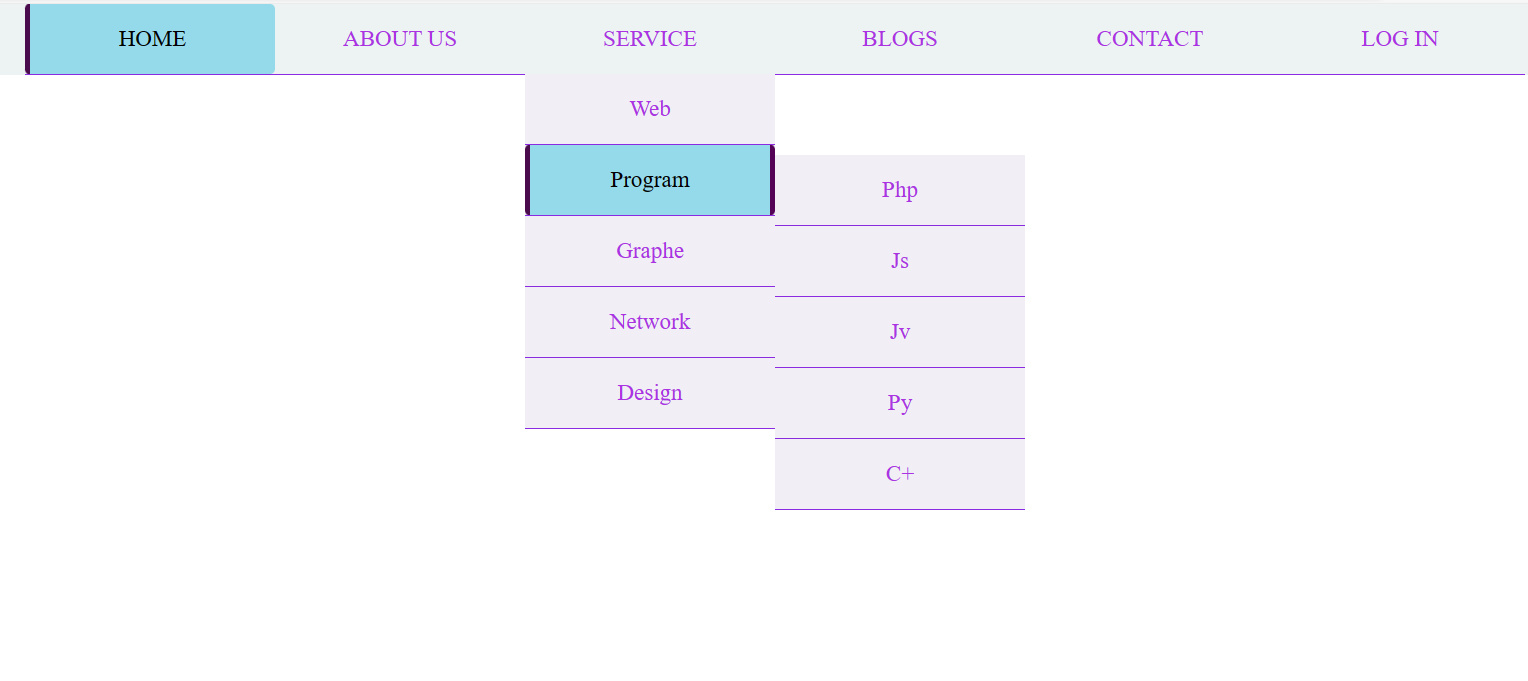 HOME
ABOUT US
SERVICE
BLOGS
CONTACT
LOG IN
Web
Program
Graphe
Network
Design
Php
Js
Jv
Py
C+